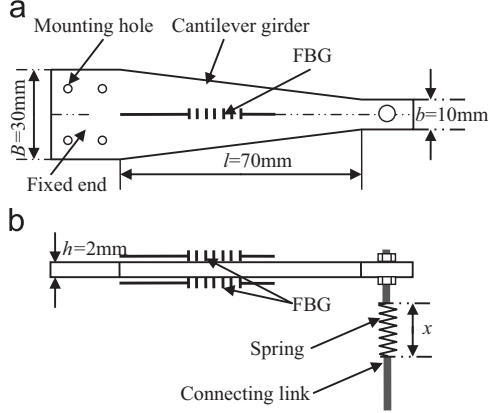 a
Mounting hole
Cantilever girder
FBG
B=30mm
b=10mm
Fixed end
l=70mm
b
h=2mm
FBG
x
Spring
Connecting link